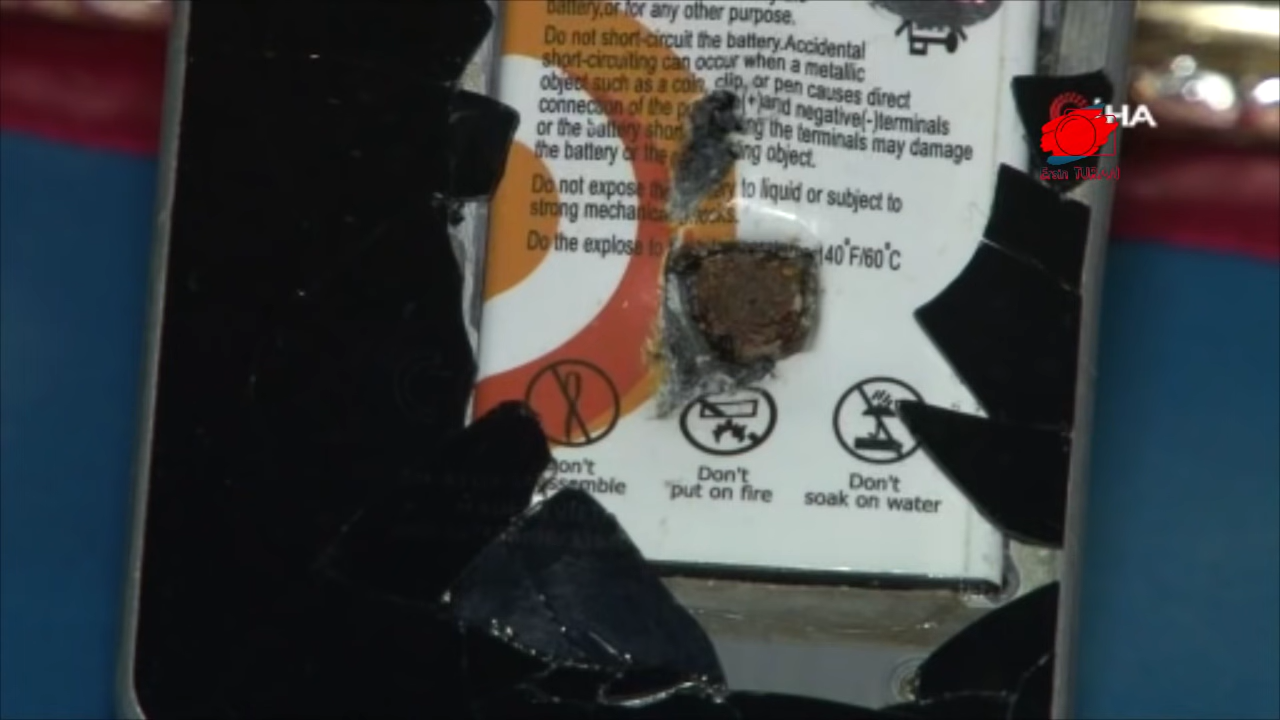 battery,or for any other purpose.
Do not short-circuit the battery.Accidental
short-circuiting can occur when a metallic
object such as a coin, clip, or pen causes direct
connection of the (+)and negative(-)terminals
or the battery short the terminals may damage
the battery or the object.
Do not expose to liquid or subject to
strong
Do the explose to 140°F/60°C
Don't
put on fire
Don't
soak on water
HA
Ersin TURAN